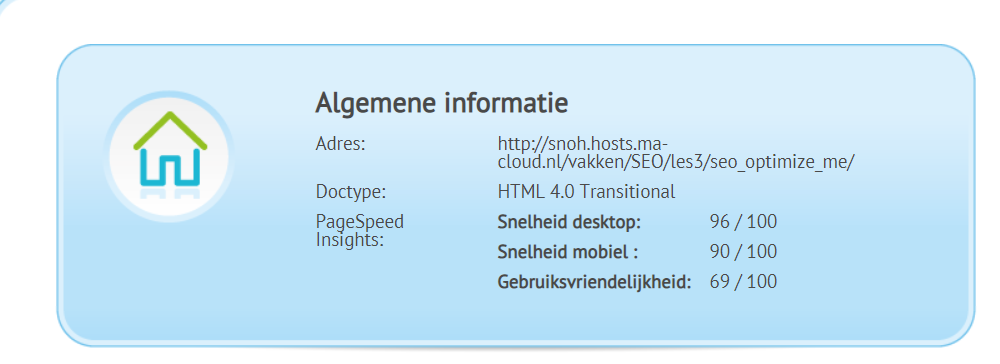 Algemene informatie
Adres: http://snoh.hosts.ma-
cloud.nl/vakken/SEO/les3/seo_optimize_me/
Doctype: HTML 4.0 Transitional
PageSpeed Snelheid desktop: 96 / 100
Insights:
Snelheid mobiel : 90 / 100
Gebruiksvriendelijkheid: 69 / 100